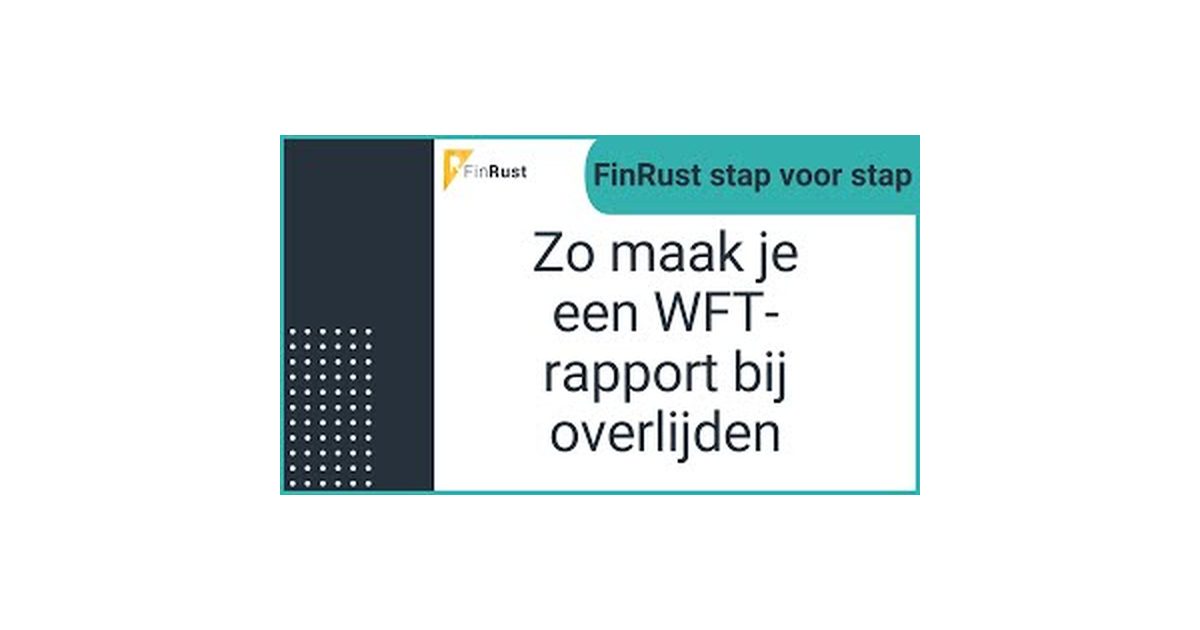 FinRust
FinRust stap voor stap
Zo maak je
een WFT-
rapport bij
overlijden